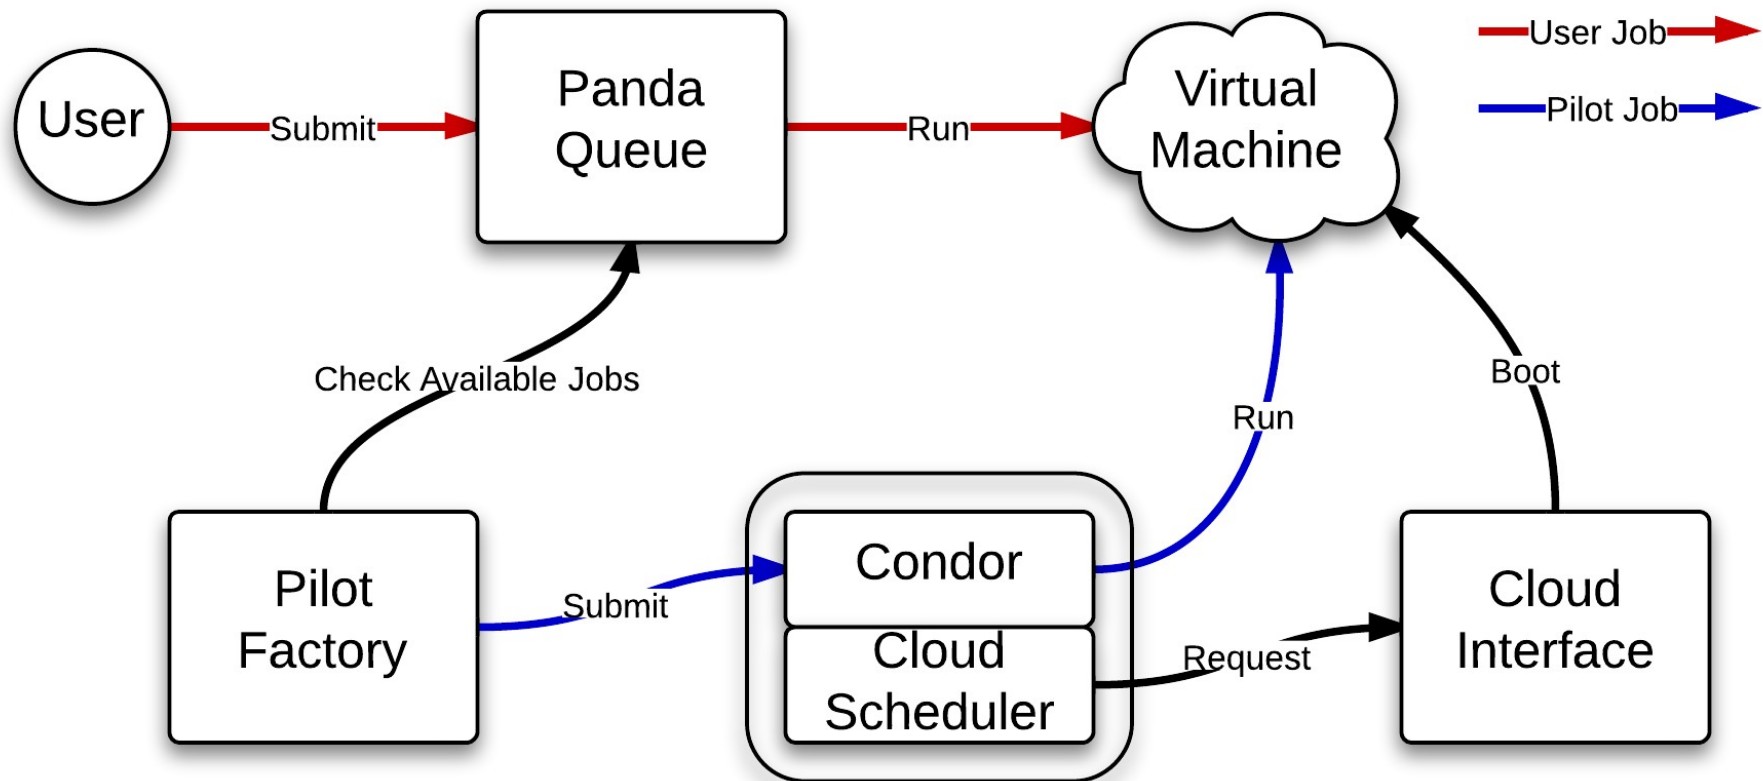 User
Submit
Panda
Queue
Run
Virtual
Machine
User Job
Pilot Job
Check Available Jobs
Boot
Run
Pilot
Factory
Submit
Condor
Cloud
Scheduler
Request
Cloud
Interface